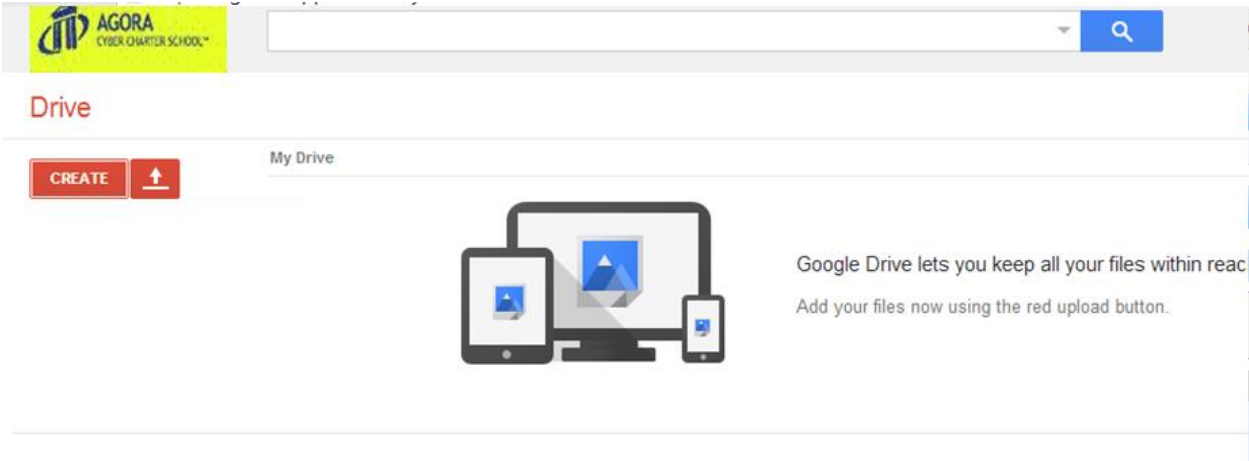 AGORA
CYBER CHARTER SCHOOL™
Drive
CREATE
My Drive
Google Drive lets you keep all your files within reac
Add your files now using the red upload button.